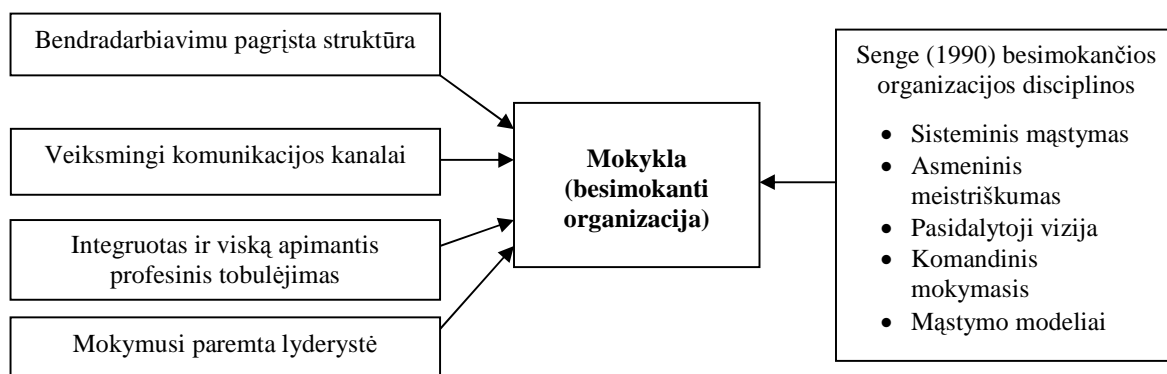 Bendradarbiavimu pagrįsta struktūra
Veiksmingi komunikacijos kanalai
Integruotas ir viską apimantis
profesinis tobulėjimas
Mokymusi paremta lyderystė
Mokykla
(besimokanti
organizacija)
Senge (1990) besimokančios
organizacijos disciplinos
• Sisteminis mąstymas
• Asmeninis
meistriškumas
• Pasidalytoji vizija
• Komandinis
mokymasis
• Mąstymo modeliai